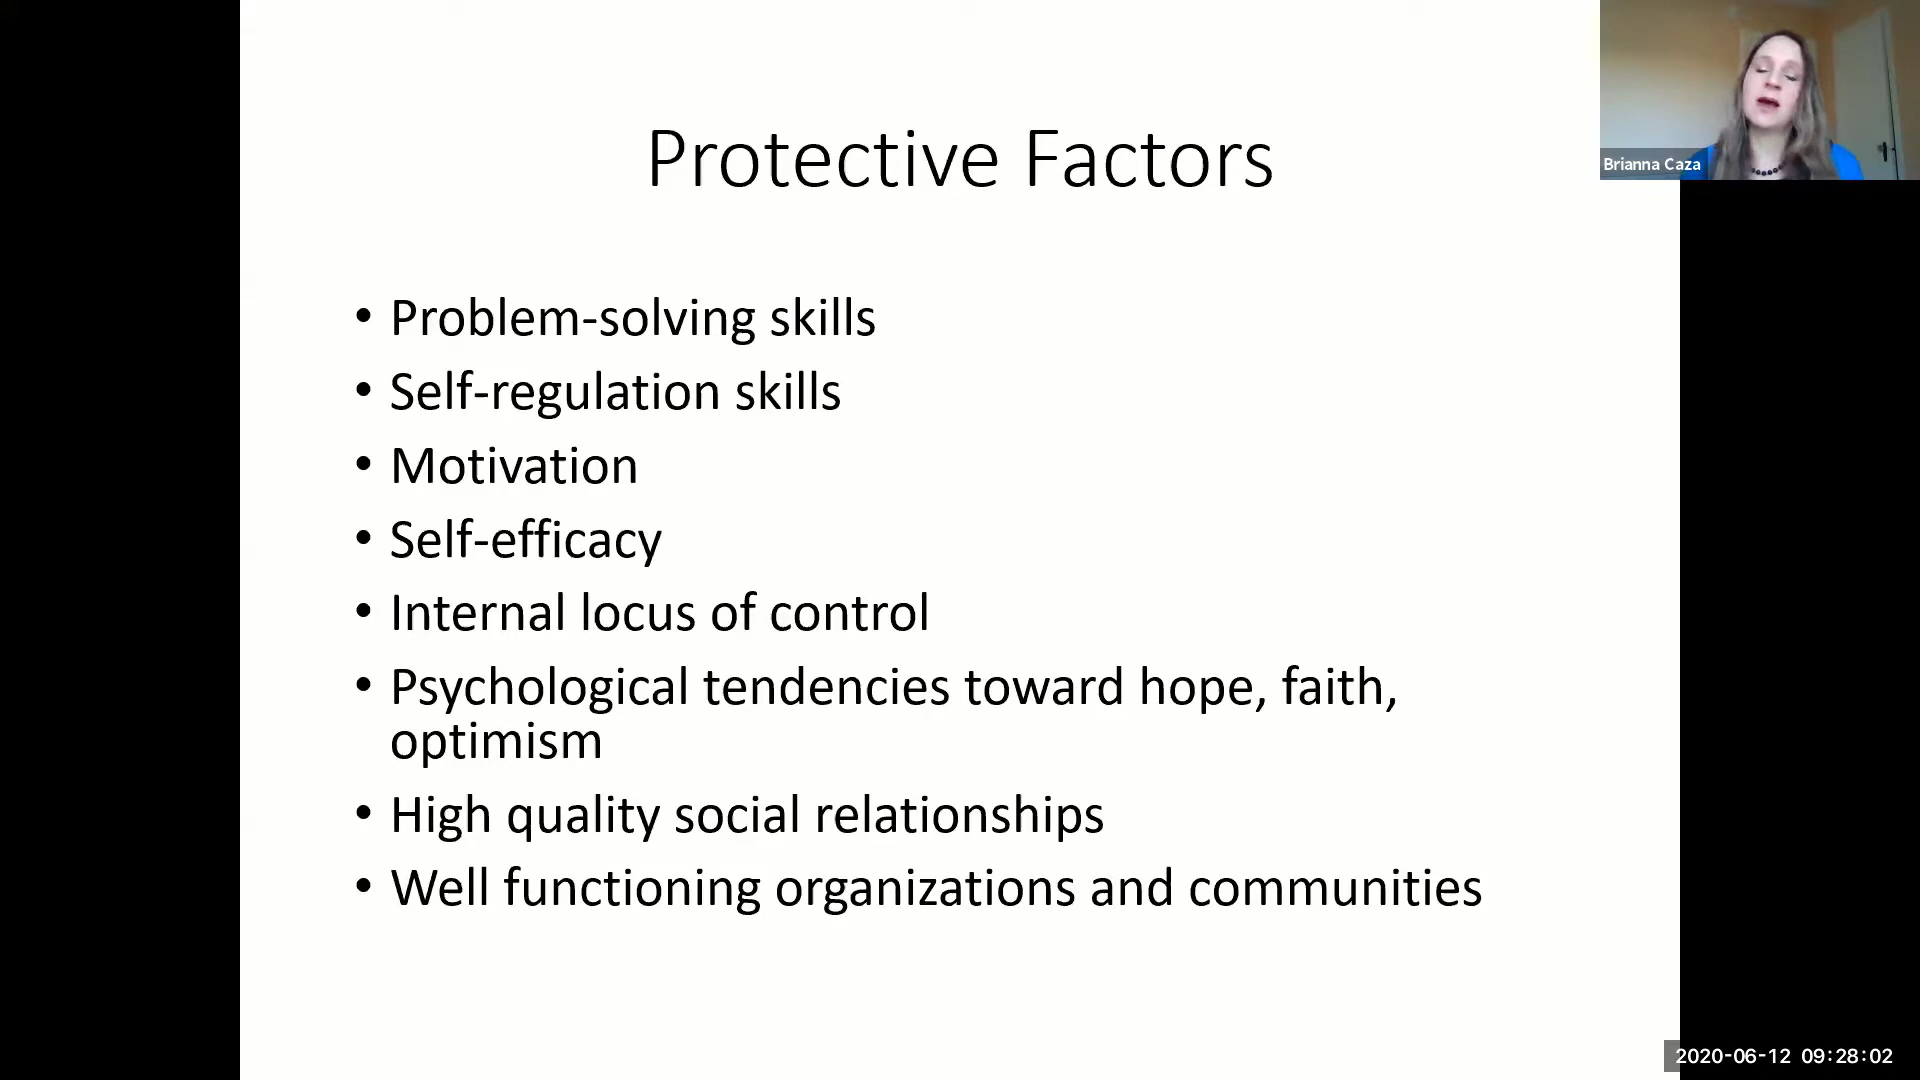 Protective Factors
Brianna Caza
• Problem-solving skills
• Self-regulation skills
• Motivation
• Self-efficacy
• Internal locus of control
• Psychological tendencies toward hope, faith,
optimism
• High quality social relationships
• Well functioning organizations and communities
2020-06-12 09:28:02